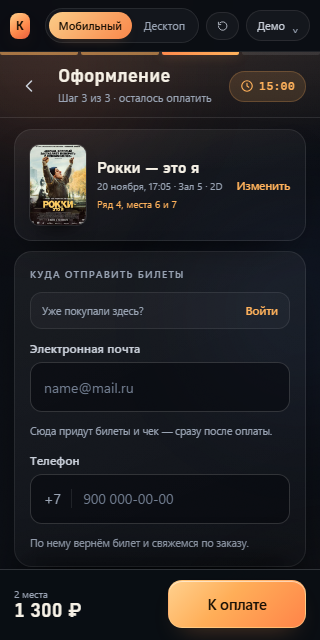 К
Мобильный
Десктоп
Демо
Оформление
Шаг 3 из 3 · осталось оплатить
15:00
РОККИ
Рокки — это я
20 ноября, 17:05 · Зал 5 · 2D
Изменить
Ряд 4, места 6 и 7
КУДА ОТПРАВИТЬ БИЛЕТЫ
Уже покупали здесь?
Войти
Электронная почта
name@mail.ru
Сюда придут билеты и чек — сразу после оплаты.
Телефон
+7
900 000-00-00
По нему вернём билет и свяжемся по заказу.
2 места
1 300 ₽
К оплате